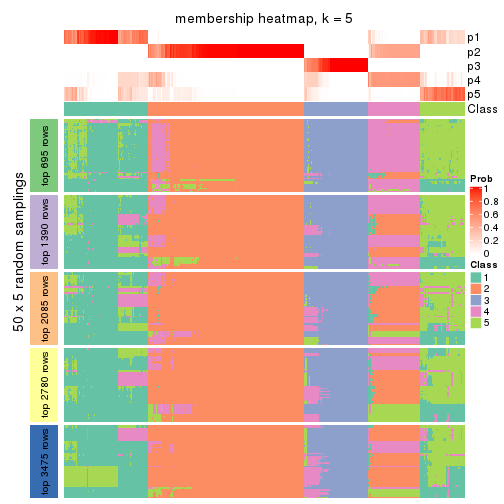 membership heatmap, k = 5
p1
p2
p3
p4
p5
Class
50 x 5 random samplings
top 695 rows
top 1390 rows
top 2085 rows
top 2780 rows
top 3475 rows
Prob
1
0.8
0.6
0.4
0.2
0
Class
1
2
3
4
5